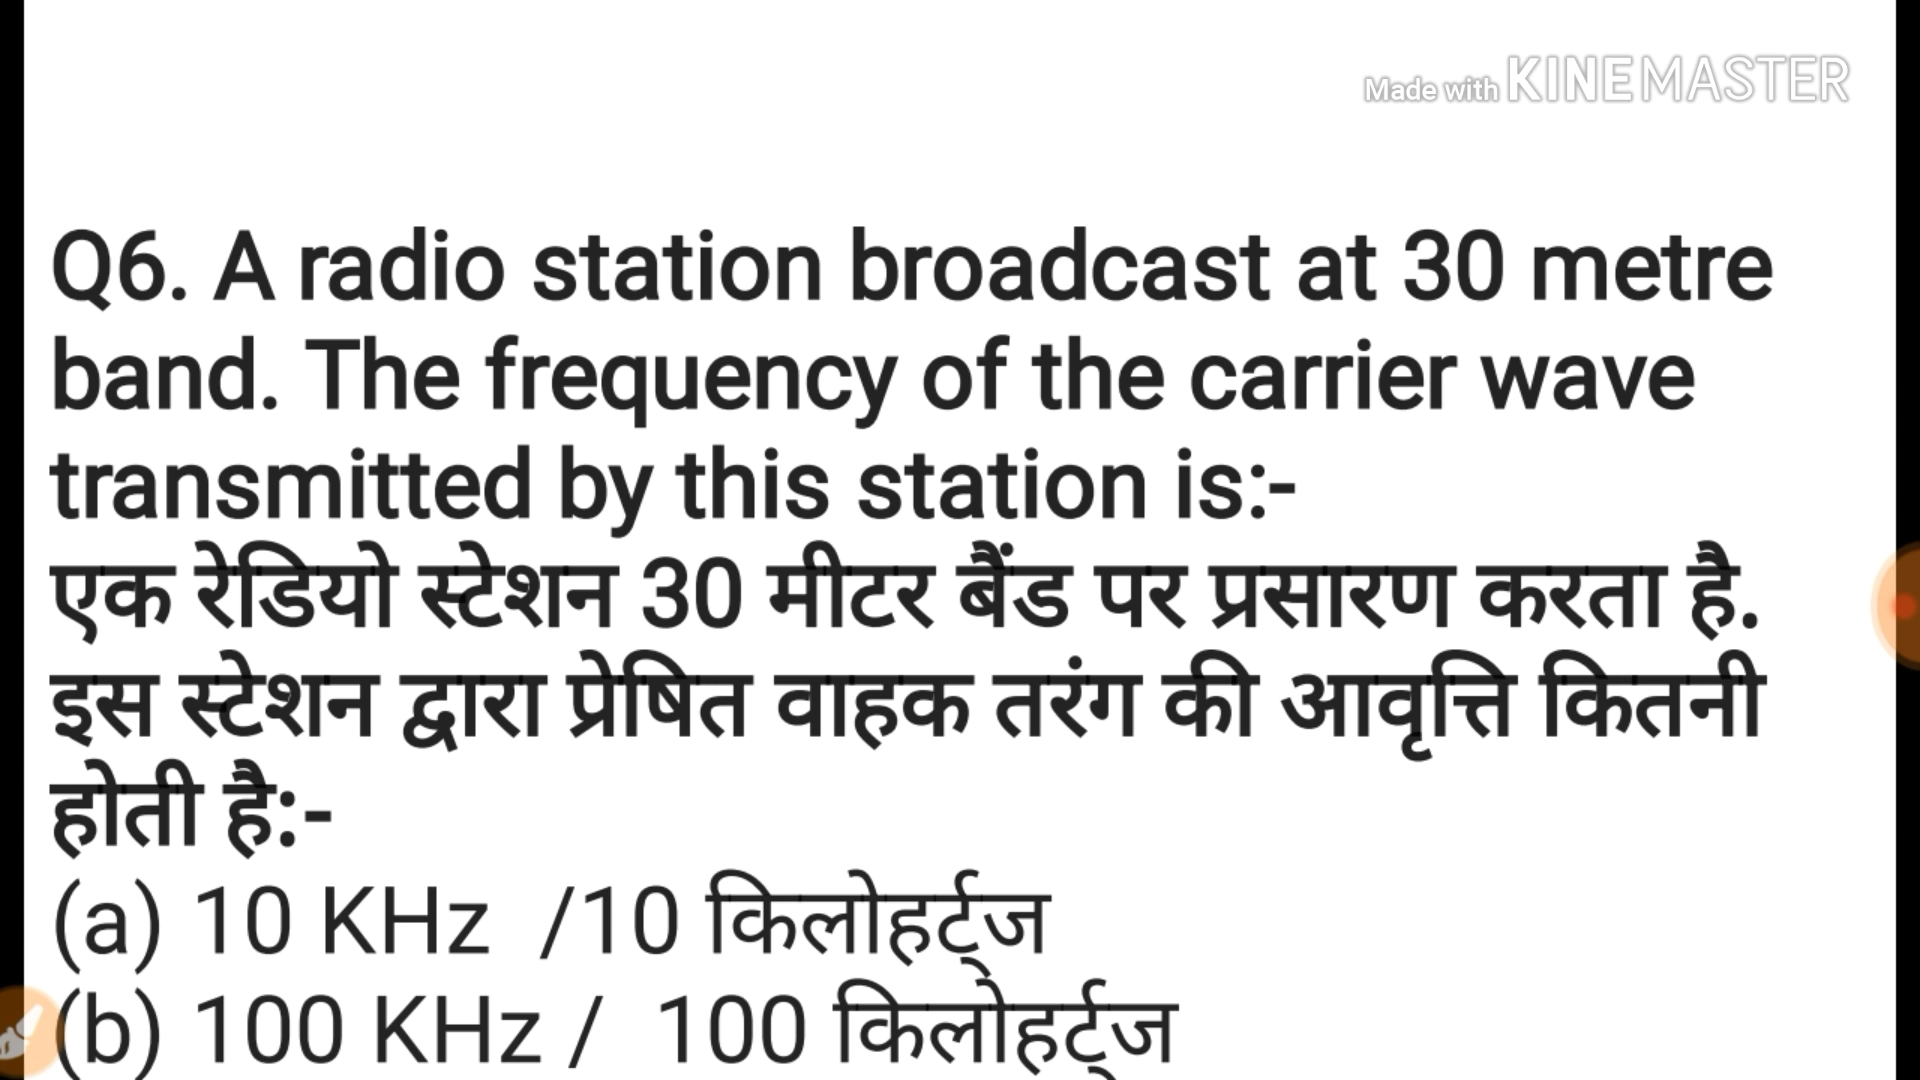 Made with KINEMASTER
Q6. A radio station broadcast at 30 metre
band. The frequency of the carrier wave
transmitted by this station is:-
एक रेडियो स्टेशन 30 मीटर बैंड पर प्रसारण करता है.
इस स्टेशन द्वारा प्रेषित वाहक तरंग की आवृत्ति कितनी
होती है:-
(a) 10 KHz /10 किलोहर्ट्ज
(b) 100 KHz / 100 किलोहर्ट्ज